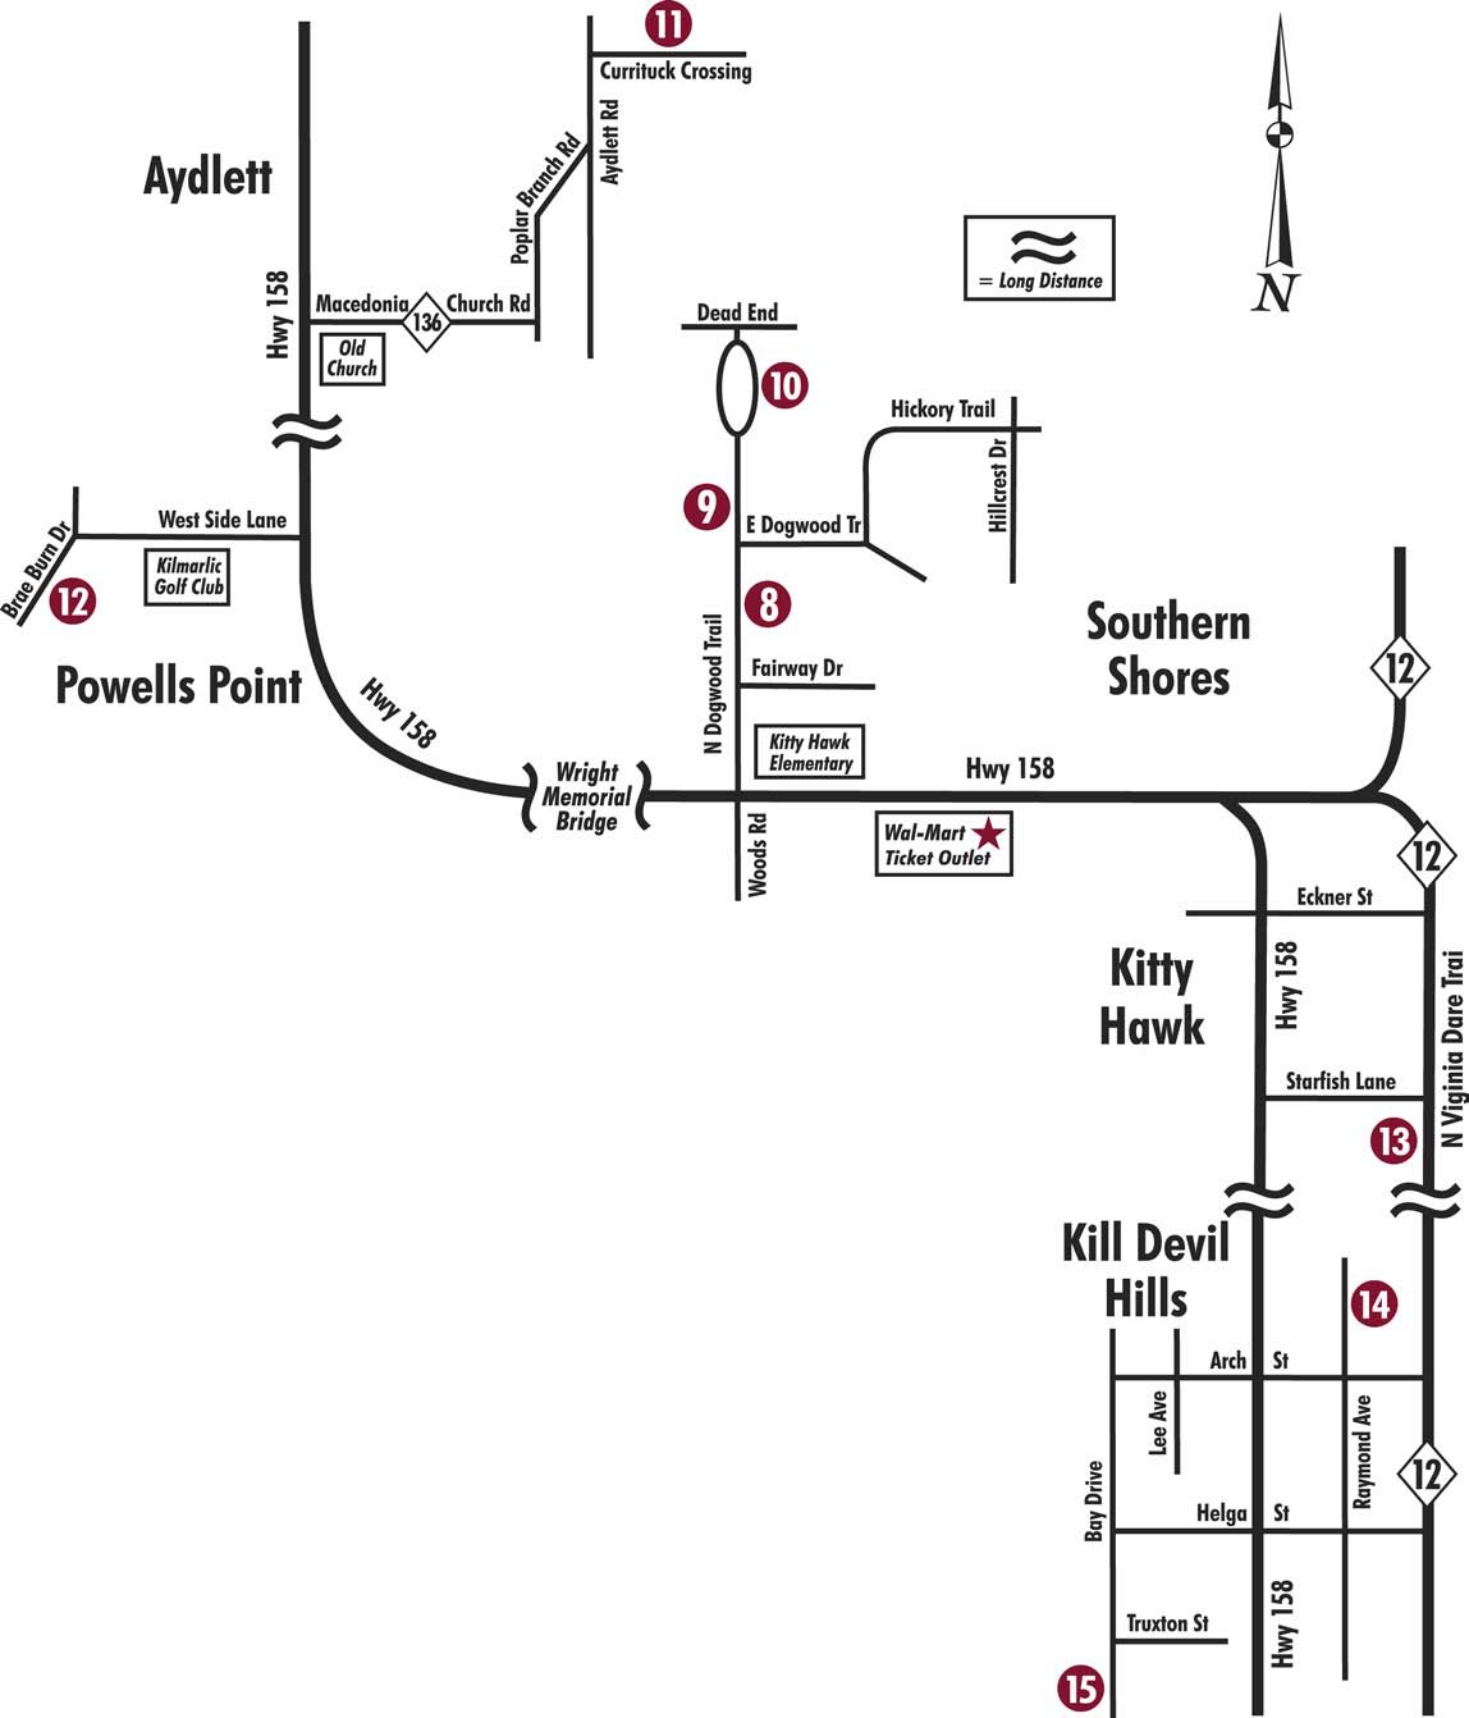 11
Currituck Crossing
Aydlett Rd
Poplar Branch Rd
Aydlett
Hwy 158
Macedonia 136 Church Rd
Old
Church
= Long Distance
N
Dead End
10
Hickory Trail
Hillcrest Dr
9
E Dogwood Tr
West Side Lane
Brae Burn Dr
12
Kilmarlic
Golf Club
8
N Dogwood Trail
Southern
Shores
12
Powells Point
Fairway Dr
Hwy 158
Kitty Hawk
Elementary
Wright
Memorial
Bridge
Hwy 158
Wal-Mart
Ticket Outlet
Woods Rd
12
Eckner St
Kitty
Hawk
Hwy 158
N Viginia Dare Trai
Starfish Lane
13
Kill Devil
Hills
14
Arch St
Lee Ave
Raymond Ave
Bay Drive
12
Helga St
Hwy 158
Truxton St
15